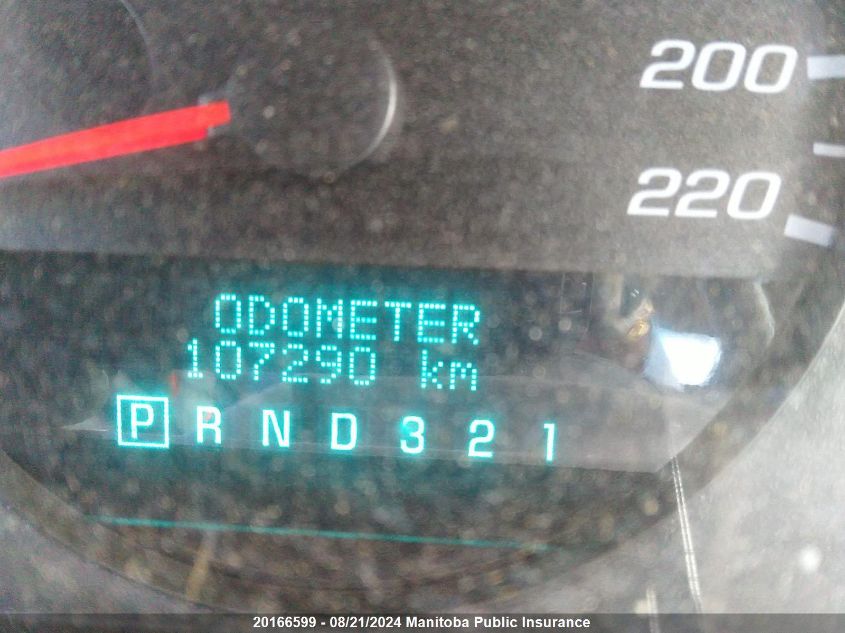 200
220
ODOMETER
107290 km
P R N D 3 2 1
20166599 - 08/21/2024 Manitoba Public Insurance